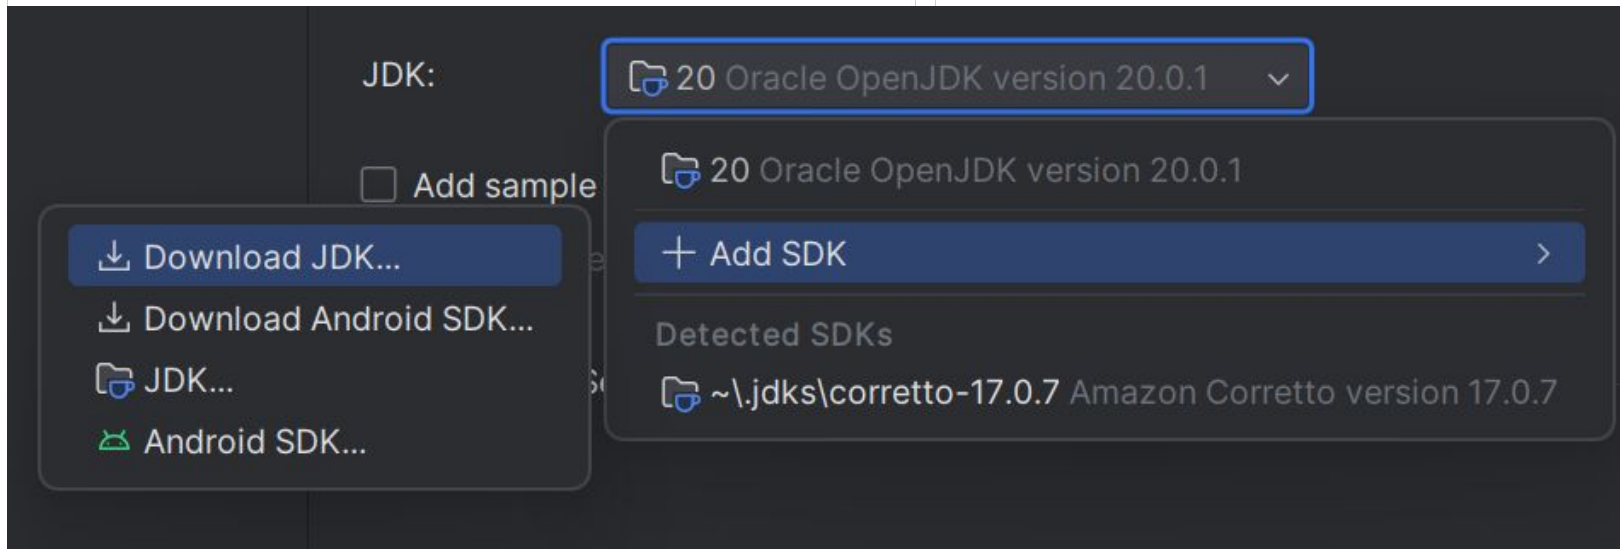 JDK:
20 Oracle OpenJDK version 20.0.1
20 Oracle OpenJDK version 20.0.1
Add sample
Add SDK
Detected SDKs
~\.jdks\corretto-17.0.7 Amazon Corretto version 17.0.7
Download JDK...
Download Android SDK...
JDK...
Android SDK...